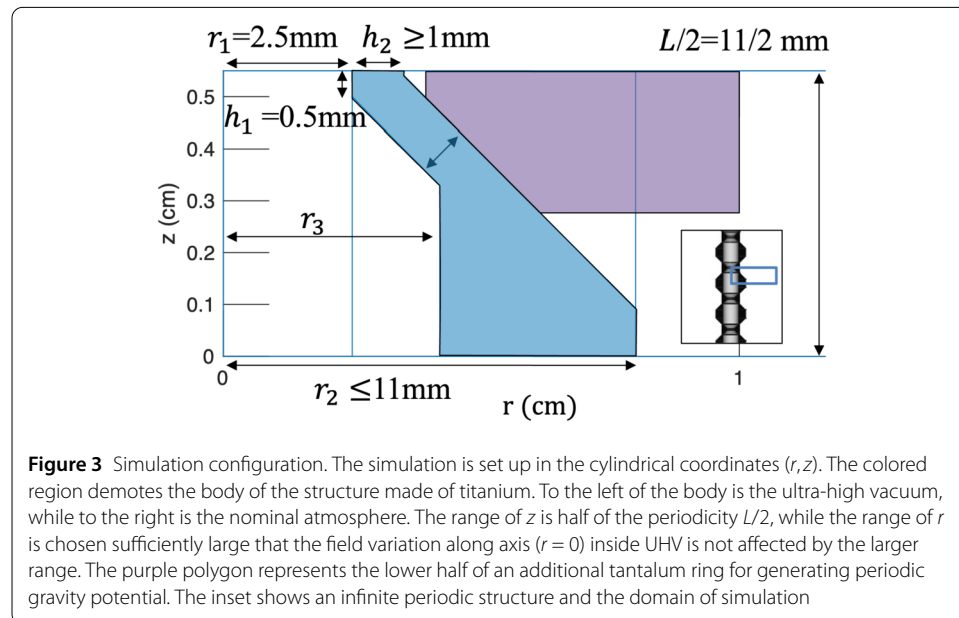 r₁=2.5mm h₂ ≥1mm L/2=11/2 mm
0.5
h₁ =0.5mm
0.4
0.3
r₃
z (cm)
0.2
0.1
0
0 1
r₂ ≤11mm
r (cm)
Figure 3 Simulation configuration. The simulation is set up in the cylindrical coordinates (r, z). The colored
region demotes the body of the structure made of titanium. To the left of the body is the ultra-high vacuum,
while to the right is the nominal atmosphere. The range of z is half of the periodicity L/2, while the range of r
is chosen sufficiently large that the field variation along axis (r = 0) inside UHV is not affected by the larger
range. The purple polygon represents the lower half of an additional tantalum ring for generating periodic
gravity potential. The inset shows an infinite periodic structure and the domain of simulation